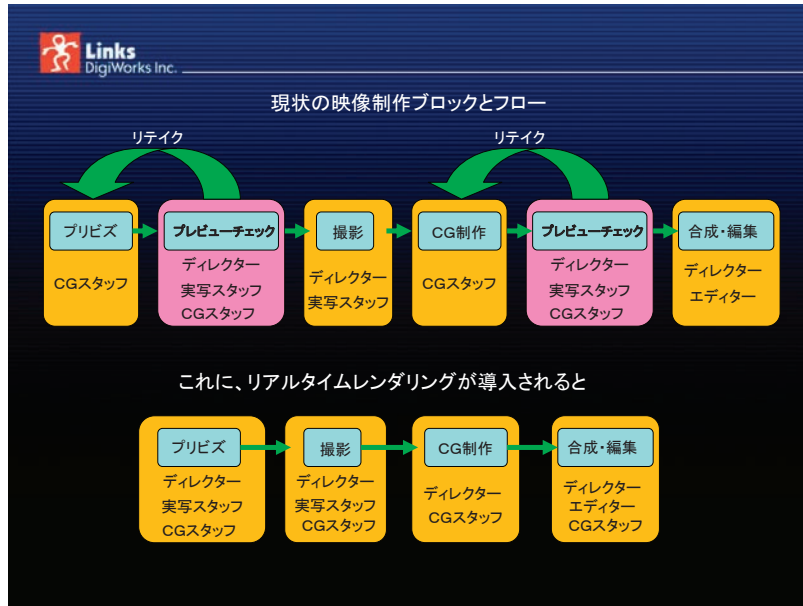 Links
DigiWorks Inc.
現状の映像制作ブロックとフロー
リテイク
リテイク
プリビズ
CGスタッフ
プレビューチェック
ディレクター
実写スタッフ
CGスタッフ
撮影
ディレクター
実写スタッフ
CG制作
CGスタッフ
プレビューチェック
ディレクター
実写スタッフ
CGスタッフ
合成・編集
ディレクター
エディター
これに、リアルタイムレンダリングが導入されると
プリビズ
ディレクター
実写スタッフ
CGスタッフ
撮影
ディレクター
実写スタッフ
CGスタッフ
CG制作
ディレクター
CGスタッフ
合成・編集
ディレクター
エディター
CGスタッフ